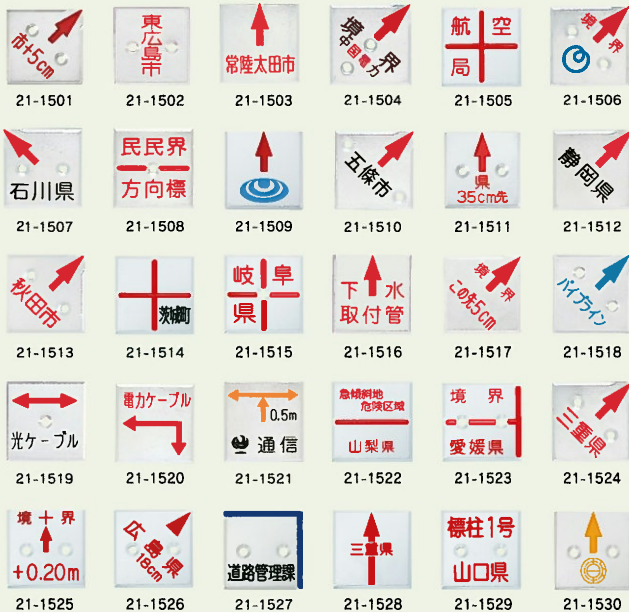 市+5cm
東広島市
常陸太田市
境界
中国電力
航空
局
境界
21-1501 21-1502 21-1503 21-1504 21-1505 21-1506
石川県
民民界
方向標
五條市
県
35cm先
静岡県
21-1507 21-1508 21-1509 21-1510 21-1511 21-1512
秋田市
茨城町
岐阜
県
下水
取付管
境界
この先5cm
パイプライン
21-1513 21-1514 21-1515 21-1516 21-1517 21-1518
光ケーブル
電力ケーブル
0.5m
通信
急傾斜地
危険区域
山梨県
境界
愛媛県
三重県
21-1519 21-1520 21-1521 21-1522 21-1523 21-1524
境+界
+0.20m
広島県
18cm
道路管理課
三重県
標柱1号
山口県
21-1525 21-1526 21-1527 21-1528 21-1529 21-1530